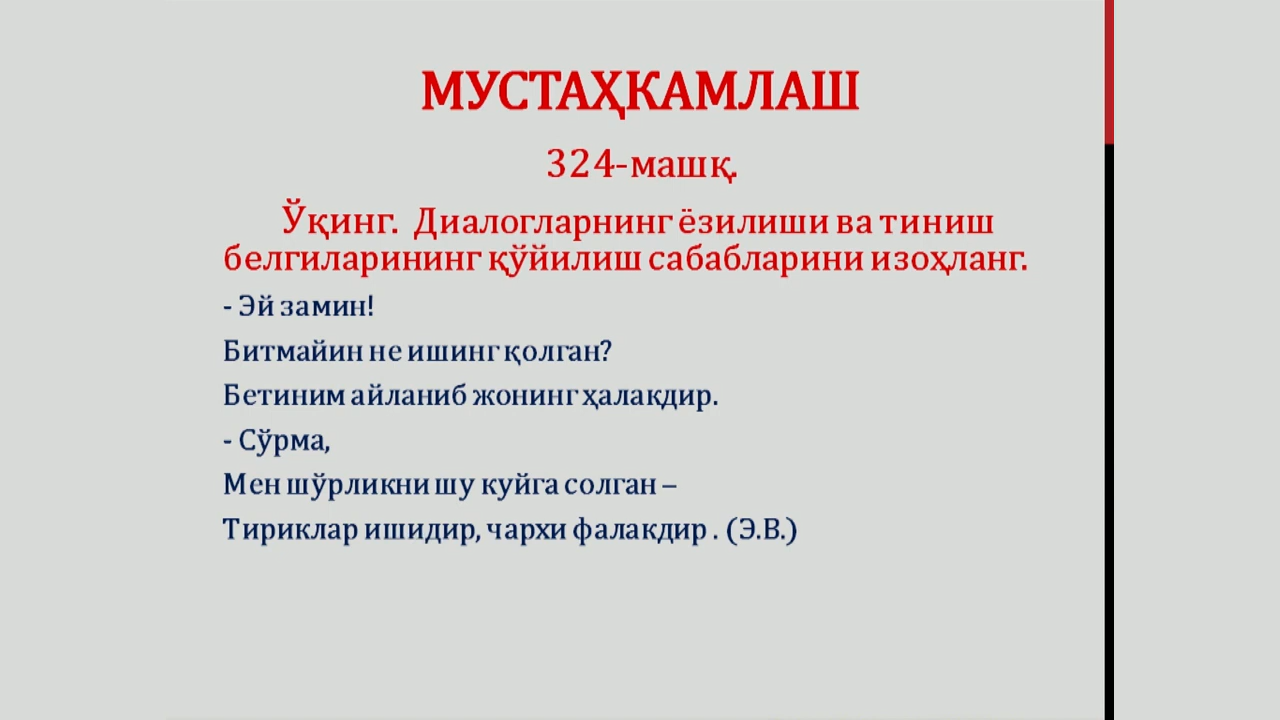 МУСТАҲКАМЛАШ
324-машқ.
Ўқинг. Диалогларнинг ёзилиши ва тиниш
белгиларининг қўйилиш сабабларини изоҳланг.
- Эй замин!
Битмайин не ишинг қолган?
Бетиним айланиб жонинг ҳалакдир.
- Сўрма,
Мен шўрликни шу куйга солган –
Тириклар ишидир, чархи фалакдир . (Э.В.)